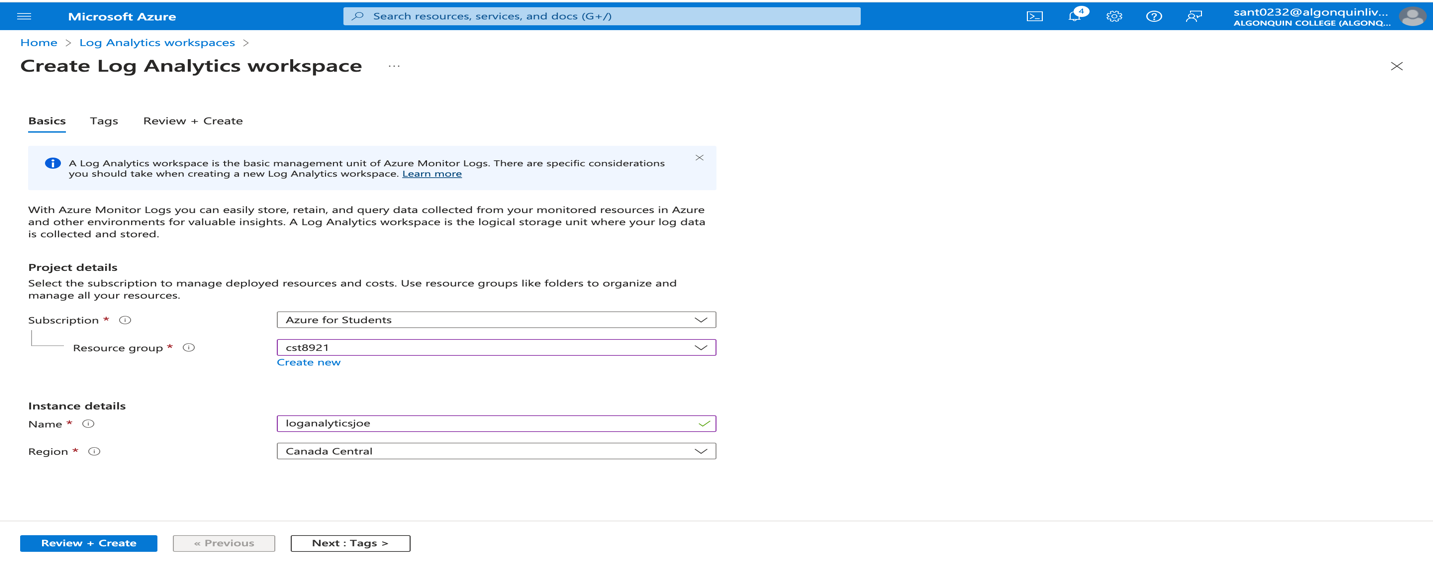 Microsoft Azure
Search resources, services, and docs (G+/)
4
sant0232@algonquinliv...
ALGONQUIN COLLEGE (ALGONQ...
Home > Log Analytics workspaces >
Create Log Analytics workspace ...
Basics Tags Review + Create
A Log Analytics workspace is the basic management unit of Azure Monitor Logs. There are specific considerations
you should take when creating a new Log Analytics workspace. Learn more
With Azure Monitor Logs you can easily store, retain, and query data collected from your monitored resources in Azure
and other environments for valuable insights. A Log Analytics workspace is the logical storage unit where your log data
is collected and stored.
Project details
Select the subscription to manage deployed resources and costs. Use resource groups like folders to organize and
manage all your resources.
Subscription * Azure for Students
Resource group * cst8921
Create new
Instance details
Name * loganalyticsjoe
Region * Canada Central
Review + Create « Previous Next : Tags >